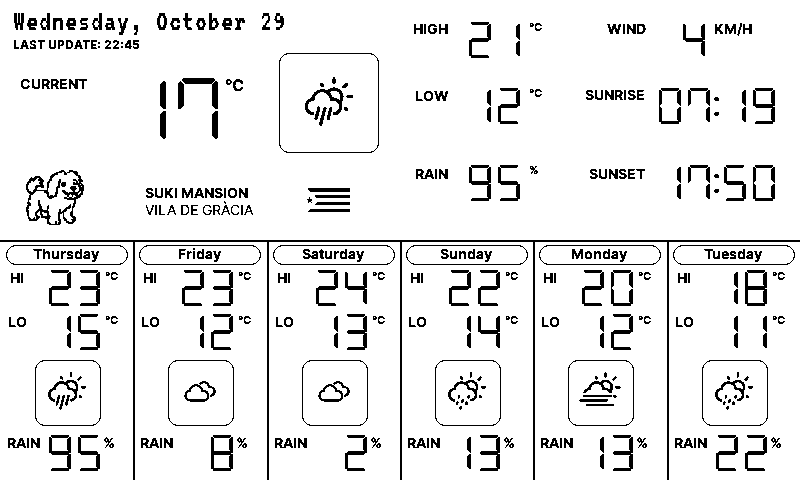 Wednesday, October 29
LAST UPDATE: 22:45
CURRENT 17 °C
SUKI MANSION
VILA DE GRÀCIA
HIGH 21 °C
WIND 4 KM/H
LOW 12 °C
SUNRISE 07:19
RAIN 95 %
SUNSET 17:50
Thursday
HI 23 °C
LO 15 °C
RAIN 95 %
Friday
HI 23 °C
LO 12 °C
RAIN 8 %
Saturday
HI 24 °C
LO 13 °C
RAIN 2 %
Sunday
HI 22 °C
LO 14 °C
RAIN 13 %
Monday
HI 20 °C
LO 12 °C
RAIN 13 %
Tuesday
HI 18 °C
LO 11 °C
RAIN 22 %